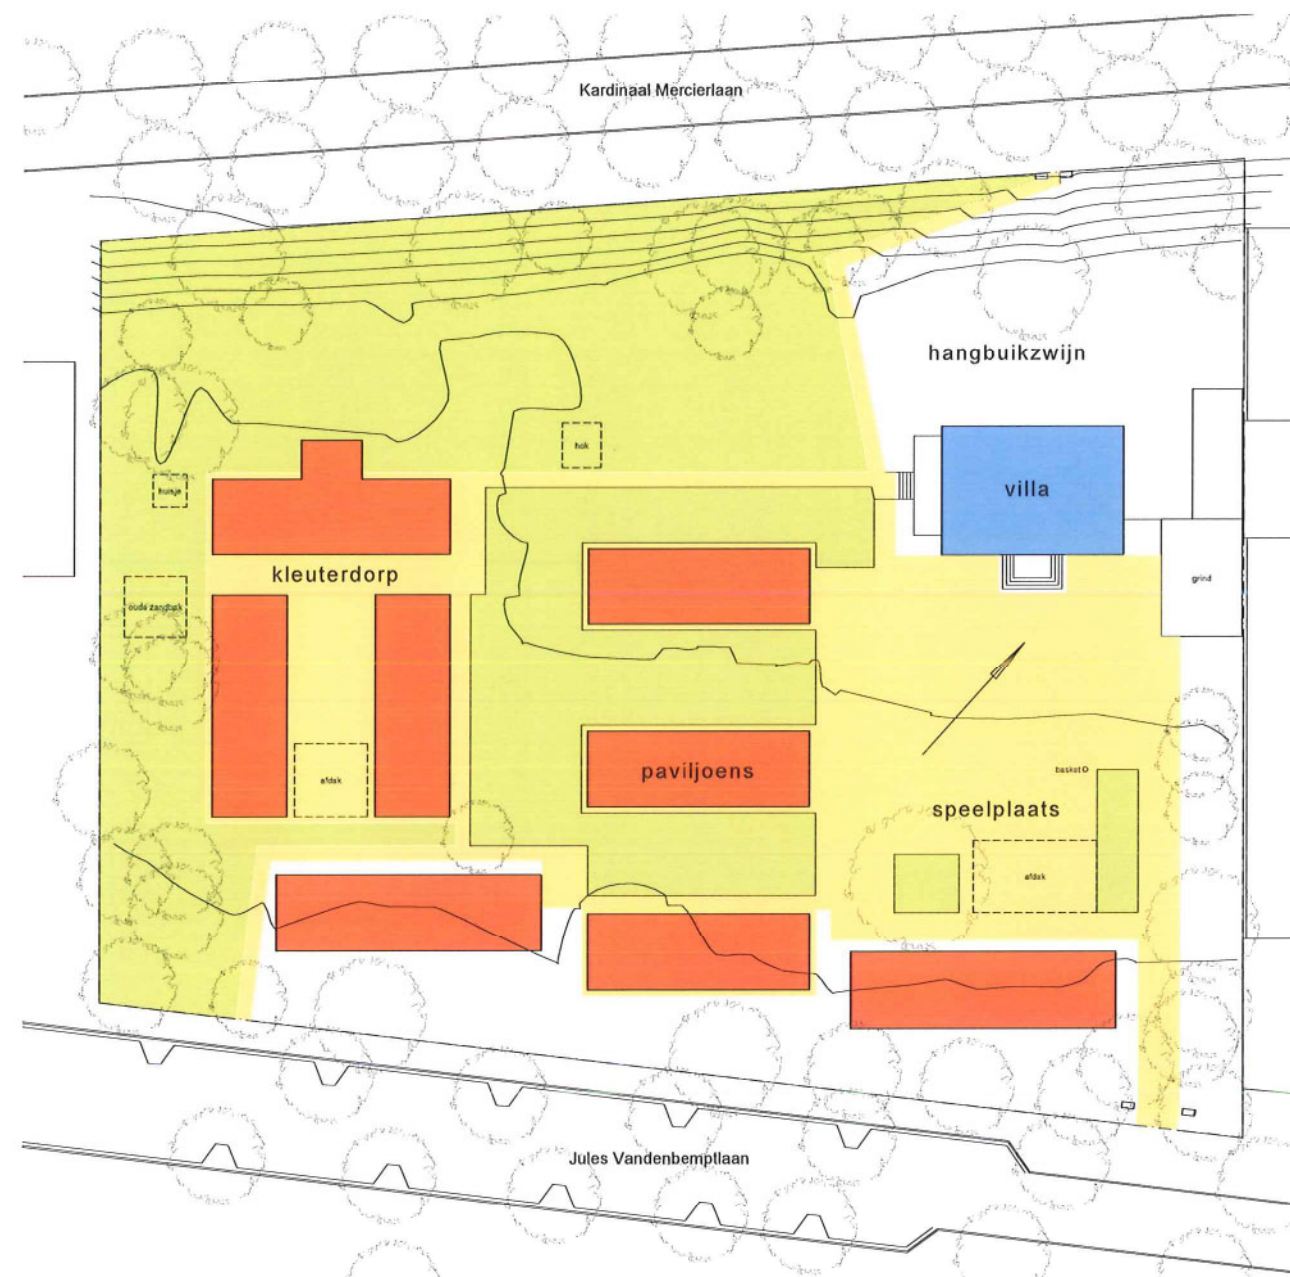 Kardinaal Mercierlaan
hangbuikzwijn
hok
villa
huisje
kleuterdorp
grind
oude zandbak
paviljoens
basket
afdak
speelplaats
afdak
Jules Vandenbemptlaan